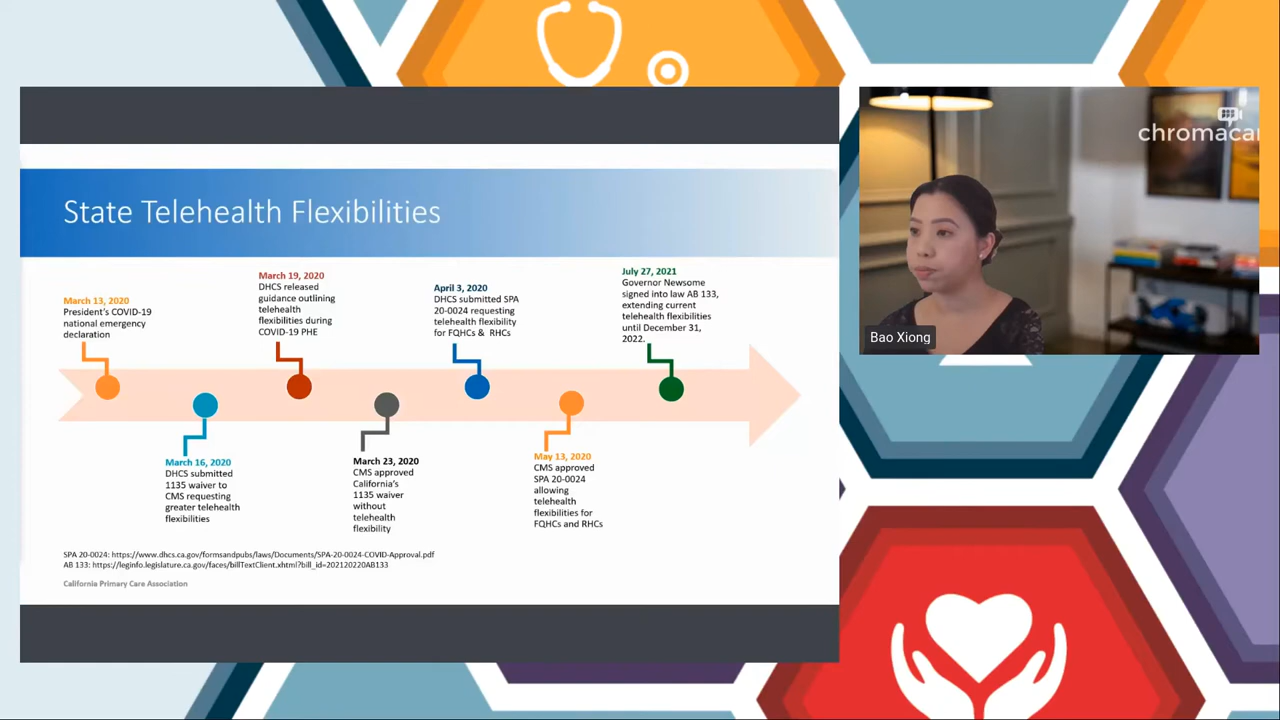 State Telehealth Flexibilities
March 13, 2020
President's COVID-19
national emergency
declaration
March 19, 2020
DHCS released
guidance outlining
telehealth
flexibilities during
COVID-19 PHE
April 3, 2020
DHCS submitted SPA
20-0024 requesting
telehealth flexibility
for FQHCs & RHCs
July 27, 2021
Governor Newsome
signed into law AB 133,
extending current
telehealth flexibilities
until December 31,
2022.
March 16, 2020
DHCS submitted
1135 waiver to
CMS requesting
greater telehealth
flexibilities
March 23, 2020
CMS approved
California's
1135 waiver
without
telehealth
flexibility
May 13, 2020
CMS approved
SPA 20-0024
allowing
telehealth
flexibilities for
FQHCs and RHCs
SPA 20-0024: https://www.dhcs.ca.gov/formsandpubs/laws/Documents/SPA-20-0024-COVID-Approval.pdf
AB 133: https://leginfo.legislature.ca.gov/faces/billTextClient.xhtml?bill_id=202120220AB133
California Primary Care Association
chromacar
Bao Xiong